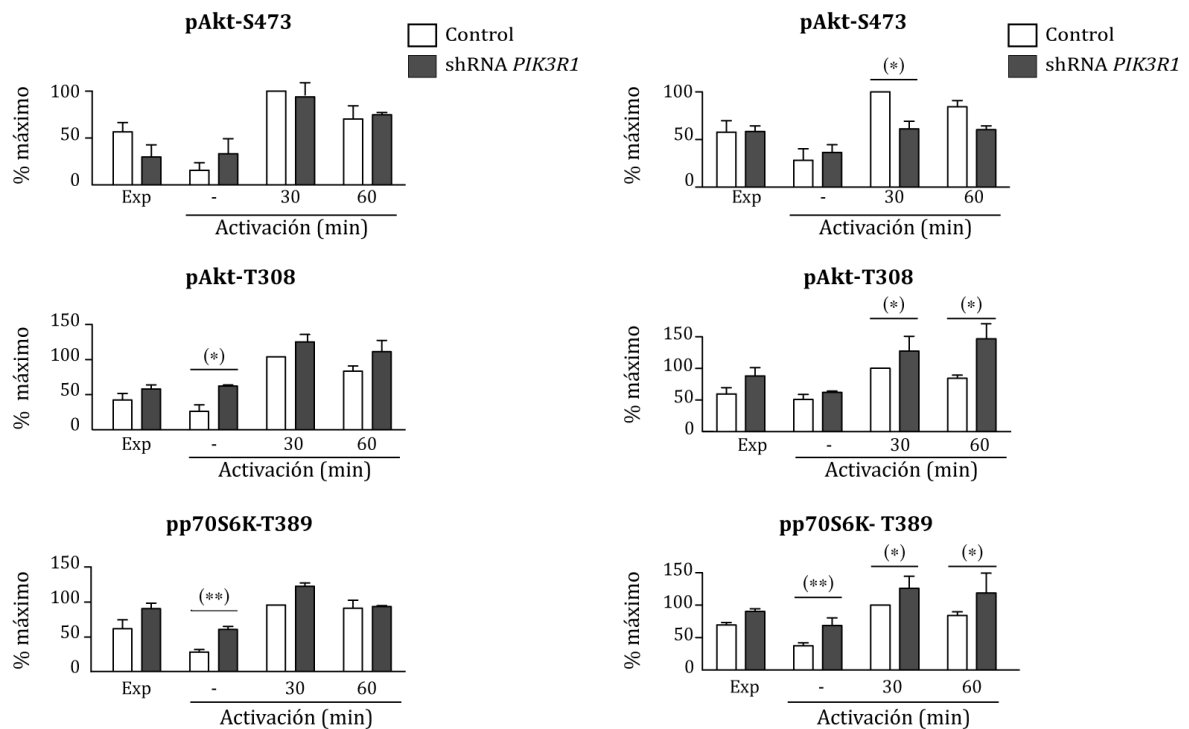 pAkt-S473
Control
shRNA PIK3R1
% máximo
100
50
0
Exp
-
30
60
Activación (min)
pAkt-S473
Control
shRNA PIK3R1
% máximo
100
50
0
(*)
Exp
-
30
60
Activación (min)
pAkt-T308
% máximo
150
100
50
0
(*)
Exp
-
30
60
Activación (min)
pAkt-T308
% máximo
150
100
50
0
(*)
(*)
Exp
-
30
60
Activación (min)
pp70S6K-T389
% máximo
150
100
50
0
(**)
Exp
-
30
60
Activación (min)
pp70S6K- T389
% máximo
150
100
50
0
(**)
(*)
(*)
Exp
-
30
60
Activación (min)